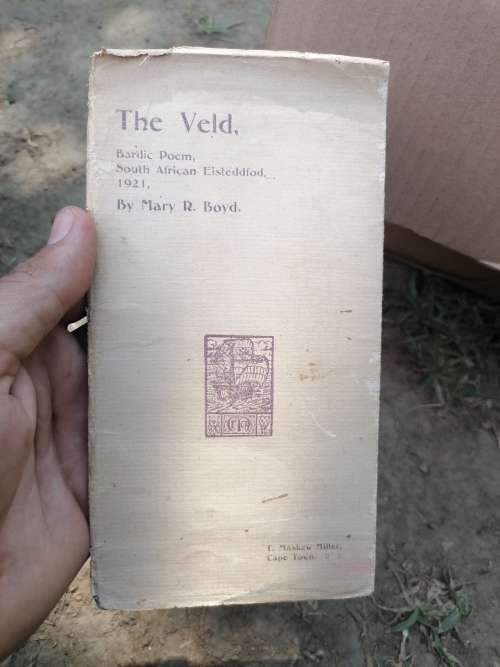 The Veld,
Bardic Poem,
South African Eisteddfod,
1921,
By Mary R. Boyd.
T. Maskew Miller,
Cape Town.